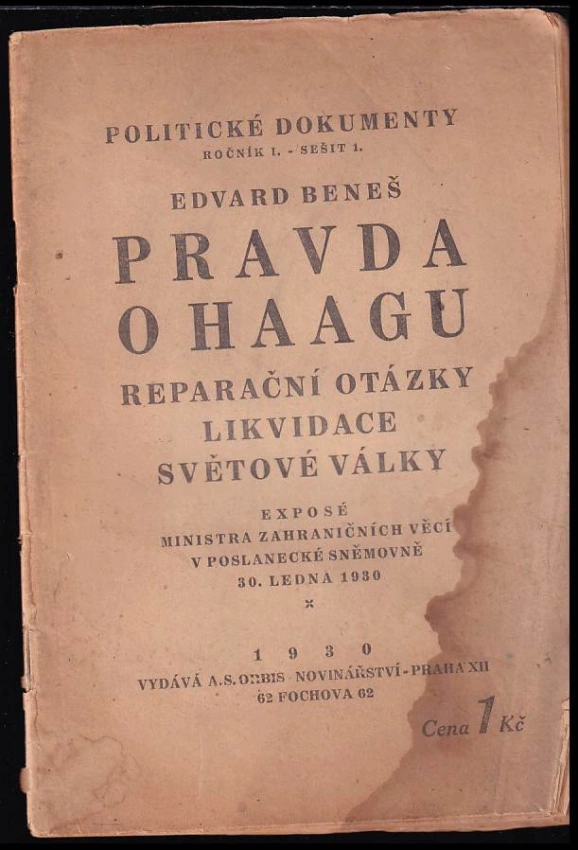 POLITICKÉ DOKUMENTY
ROČNÍK I. - SEŠIT 1.
EDVARD BENEŠ
PRAVDA
O HAAGU
REPARAČNÍ OTÁZKY
LIKVIDACE
SVĚTOVÉ VÁLKY
EXPOSÉ
MINISTRA ZAHRANIČNÍCH VĚCÍ
V POSLANECKÉ SNĚMOVNĚ
30. LEDNA 1930
×
1930
VYDÁVÁ A.S. ORBIS NOVINÁŘSTVÍ - PRAHA XII
62 FOCHOVA 62
Cena 1 Kč